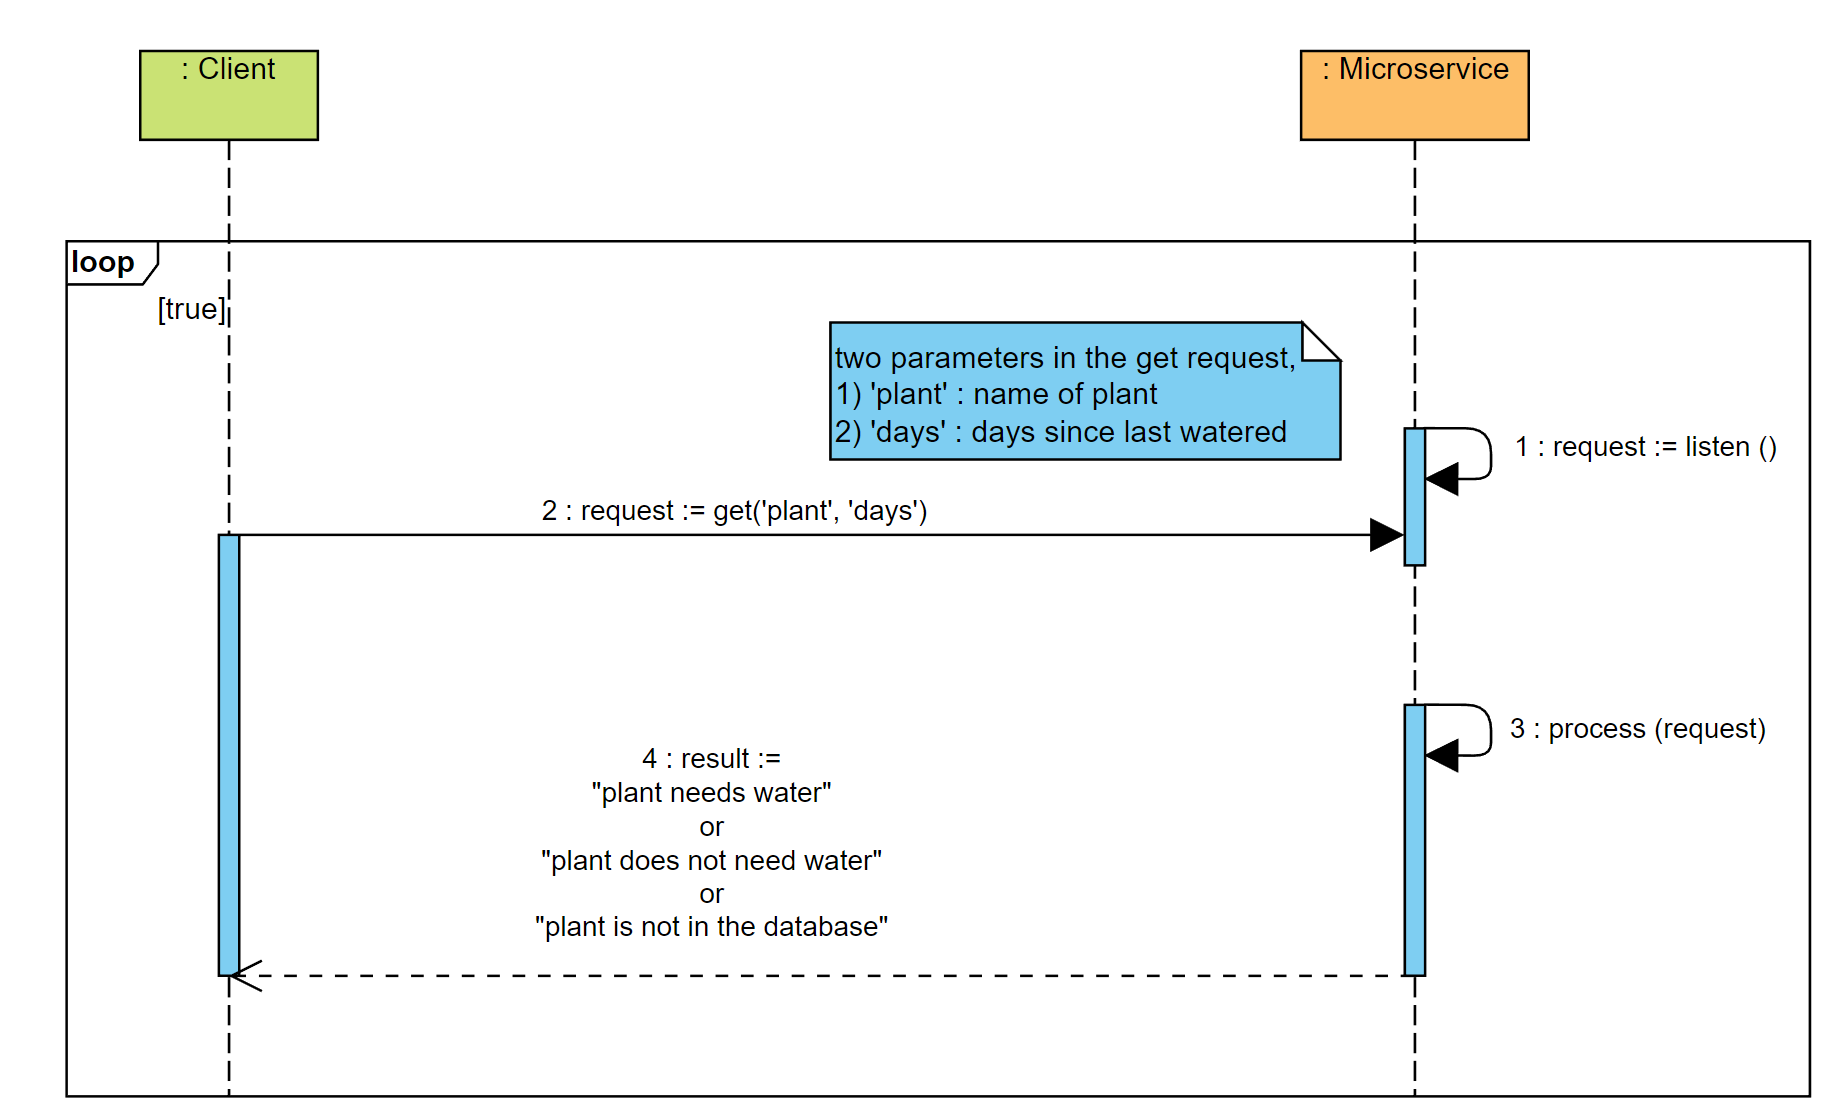 : Client
: Microservice
loop
[true]
two parameters in the get request,
1) 'plant' : name of plant
2) 'days' : days since last watered
1 : request := listen ()
2 : request := get('plant', 'days')
3 : process (request)
4 : result :=
"plant needs water"
or
"plant does not need water"
or
"plant is not in the database"